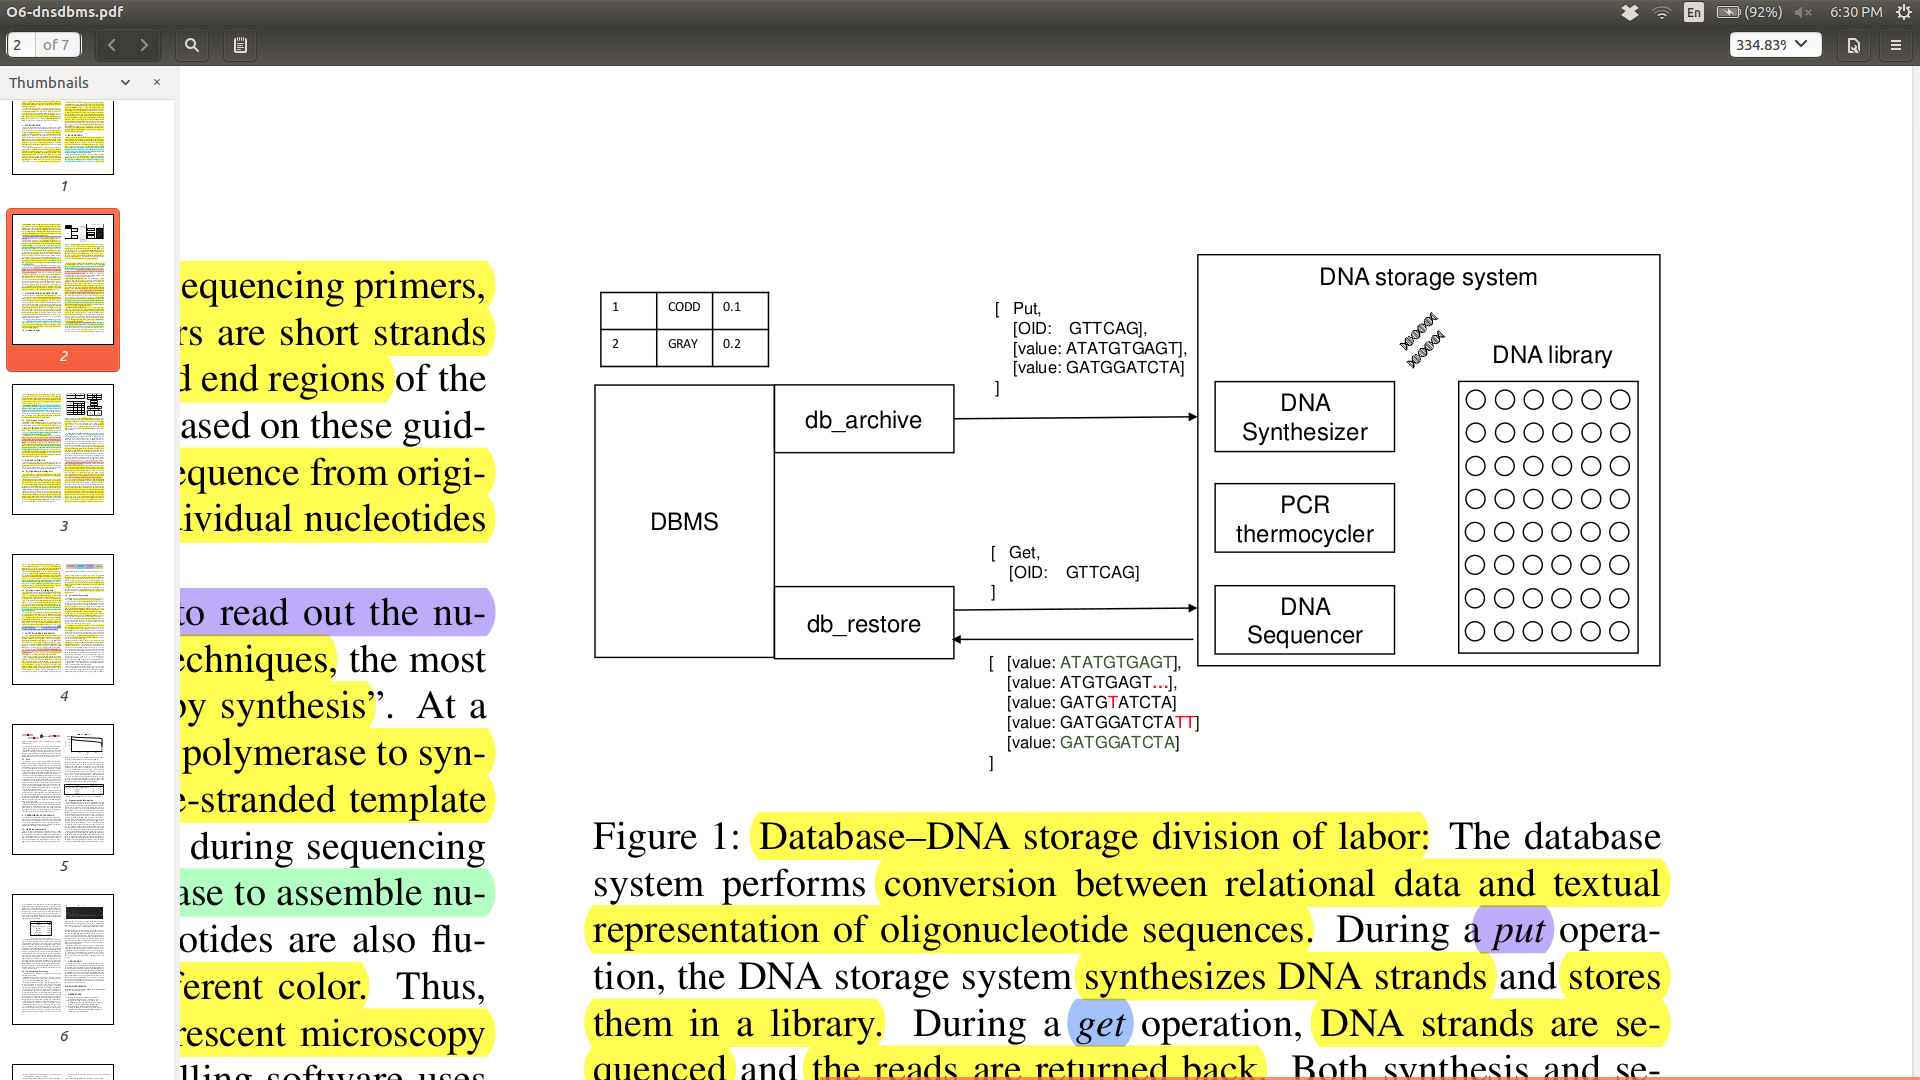 O6-dnsdbms.pdf
En
(92%)
6:30 PM
2
of 7
334.83%
Thumbnails
1
2
3
4
5
6
equencing primers,
rs are short strands
d end regions of the
ased on these guid-
equence from origi-
ividual nucleotides
to read out the nu-
echniques, the most
by synthesis”. At a
polymerase to syn-
e-stranded template
during sequencing
ase to assemble nu-
otides are also flu-
ferent color. Thus,
rescent microscopy
lling software uses
1 CODD 0.1
2 GRAY 0.2
DBMS
db_archive
db_restore
[ Put,
[OID: GTTCAG],
[value: ATATGTGAGT],
[value: GATGGATCTA]
]
[ Get,
[OID: GTTCAG]
]
[ [value: ATATGTGAGT],
[value: ATGTGAGT...],
[value: GATGTATCTA]
[value: GATGGATCTATT]
[value: GATGGATCTA]
]
DNA storage system
DNA library
DNA
Synthesizer
PCR
thermocycler
DNA
Sequencer
Figure 1: Database–DNA storage division of labor: The database
system performs conversion between relational data and textual
representation of oligonucleotide sequences. During a put opera-
tion, the DNA storage system synthesizes DNA strands and stores
them in a library. During a get operation, DNA strands are se-
quenced and the reads are returned back. Both synthesis and se-